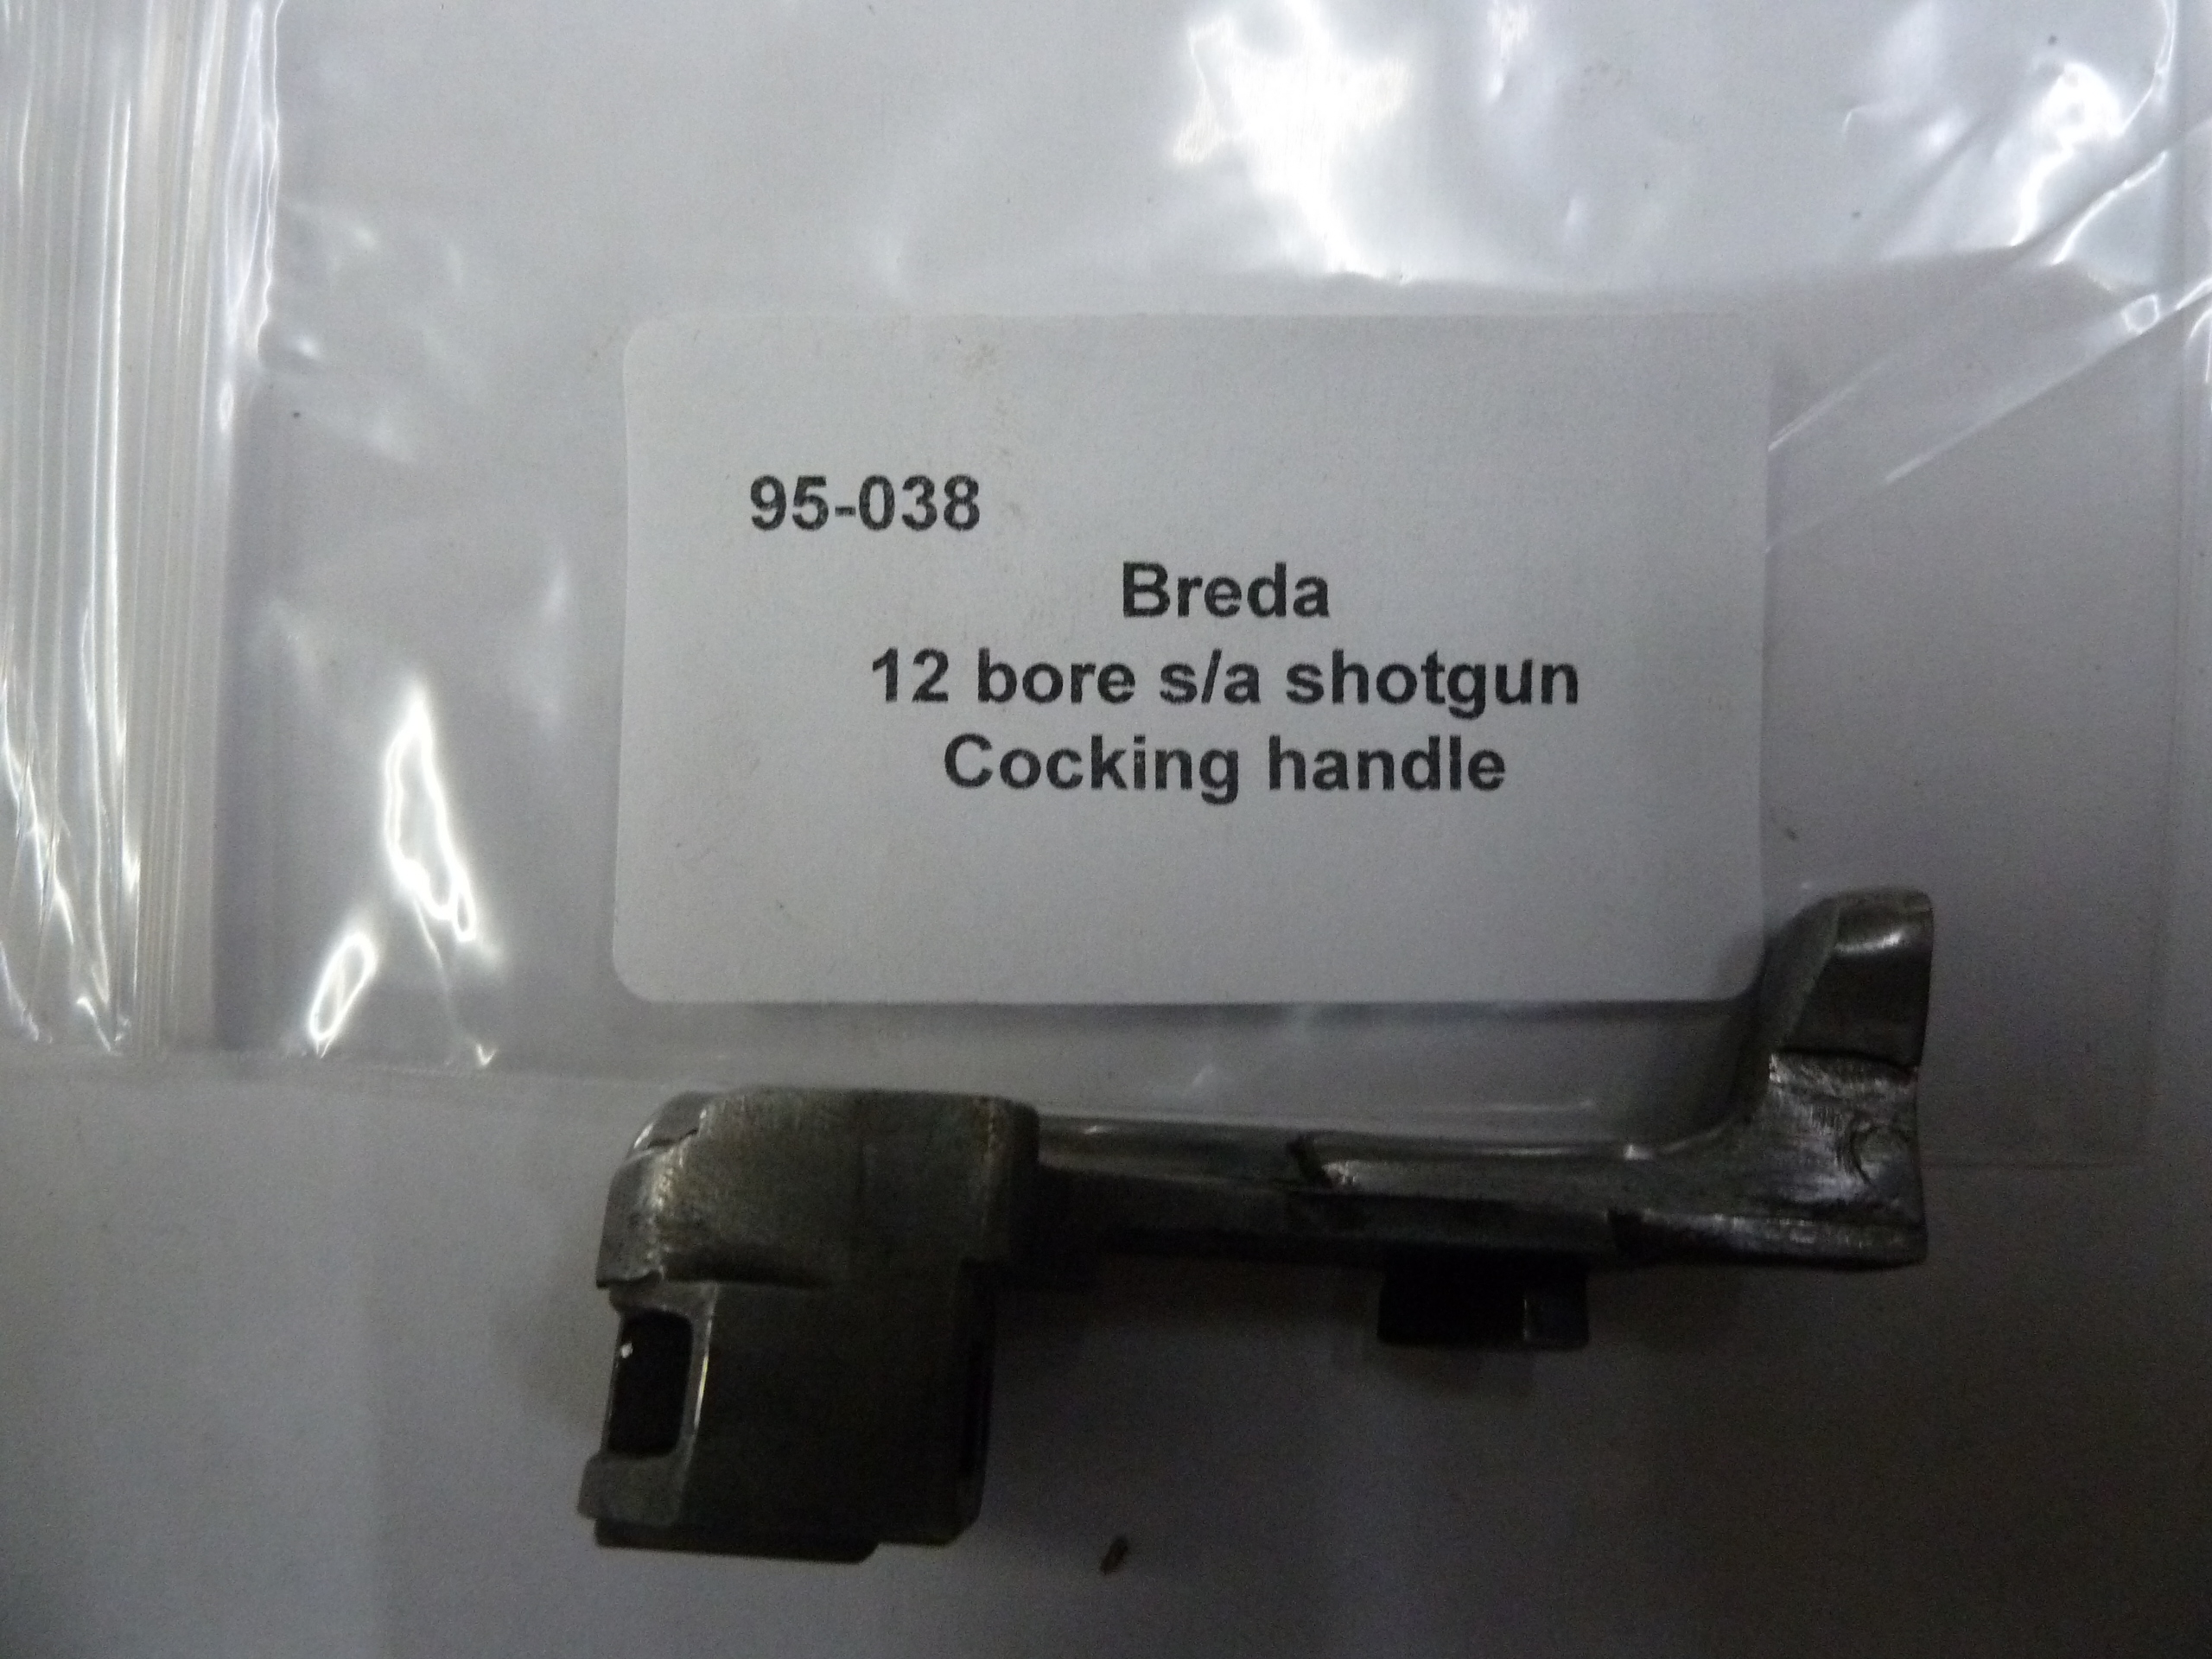 95-038
Breda
12 bore s/a shotgun
Cocking handle